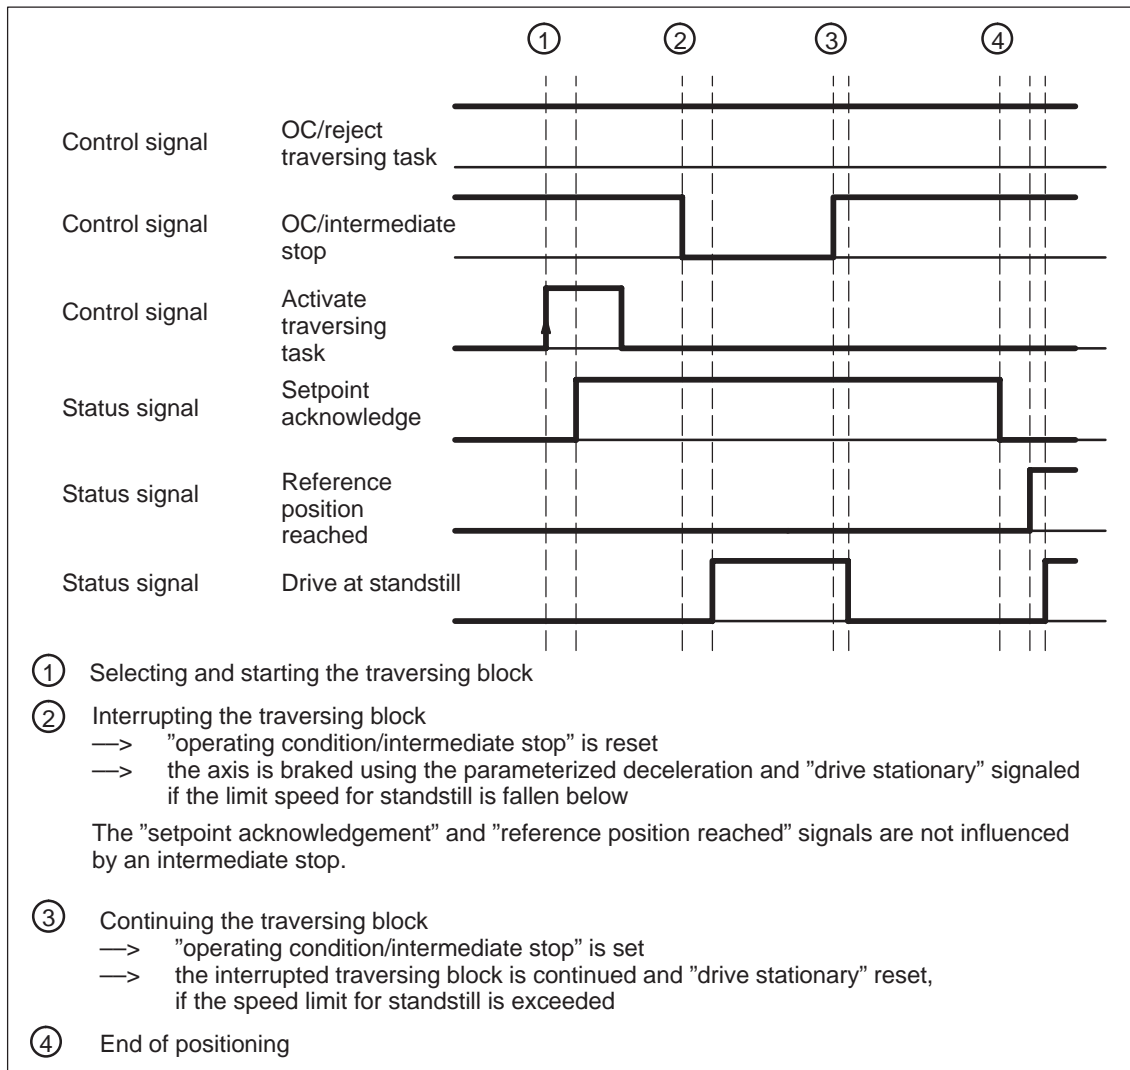 1 2 3 4
Control signal OC/reject
traversing task
Control signal OC/intermediate
stop
Control signal Activate
traversing
task
Status signal Setpoint
acknowledge
Status signal Reference
position
reached
Status signal Drive at standstill
1 Selecting and starting the traversing block
2 Interrupting the traversing block
—> ”operating condition/intermediate stop” is reset
—> the axis is braked using the parameterized deceleration and ”drive stationary” signaled
if the limit speed for standstill is fallen below
The ”setpoint acknowledgement” and ”reference position reached” signals are not influenced
by an intermediate stop.
3 Continuing the traversing block
—> ”operating condition/intermediate stop” is set
—> the interrupted traversing block is continued and ”drive stationary” reset,
if the speed limit for standstill is exceeded
4 End of positioning